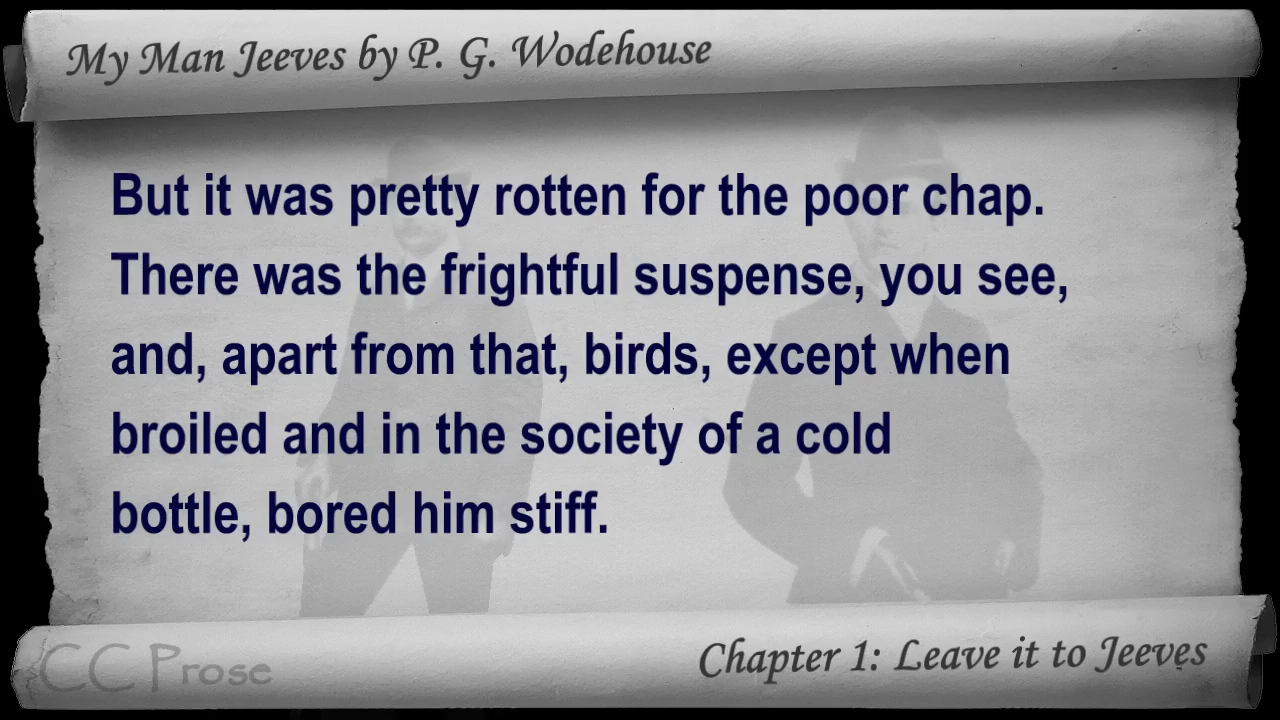 My Man Jeeves by P. G. Wodehouse
But it was pretty rotten for the poor chap.
There was the frightful suspense, you see,
and, apart from that, birds, except when
broiled and in the society of a cold
bottle, bored him stiff.
CC Prose
Chapter 1: Leave it to Jeeves